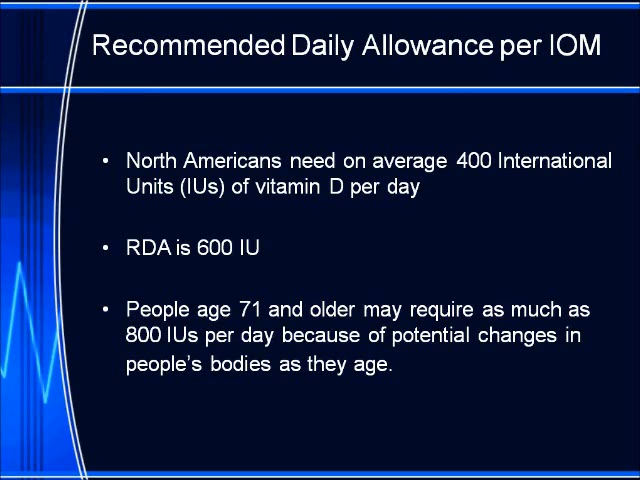 Recommended Daily Allowance per IOM
• North Americans need on average 400 International
Units (IUs) of vitamin D per day
• RDA is 600 IU
• People age 71 and older may require as much as
800 IUs per day because of potential changes in
people’s bodies as they age.